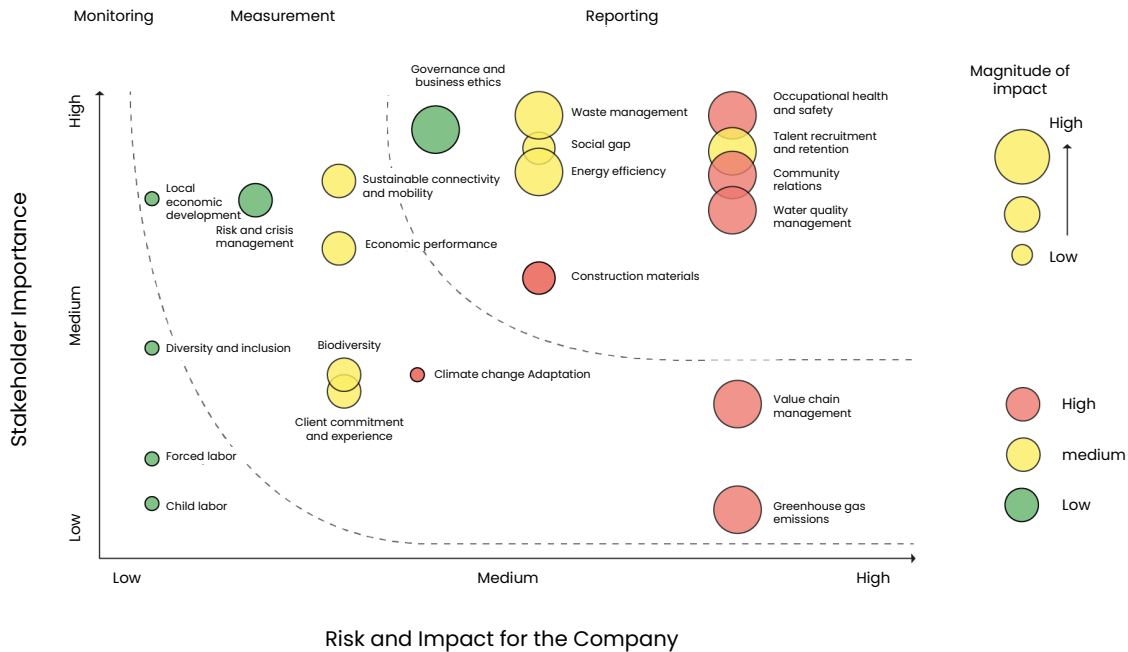 Monitoring
Measurement
Reporting
Magnitude of
impact
High
Low
Governance and
business ethics
Waste management
Occupational health
and safety
Social gap
Talent recruitment
and retention
Energy efficiency
Community
relations
Sustainable connectivity
and mobility
Local
economic
development
Risk and crisis
management
Water quality
management
Economic performance
Construction materials
Diversity and inclusion
Biodiversity
Climate change Adaptation
Client commitment
and experience
Value chain
management
Forced labor
Child labor
Greenhouse gas
emissions
High
medium
Low
Stakeholder Importance
High
Medium
Low
Low
Medium
High
Risk and Impact for the Company